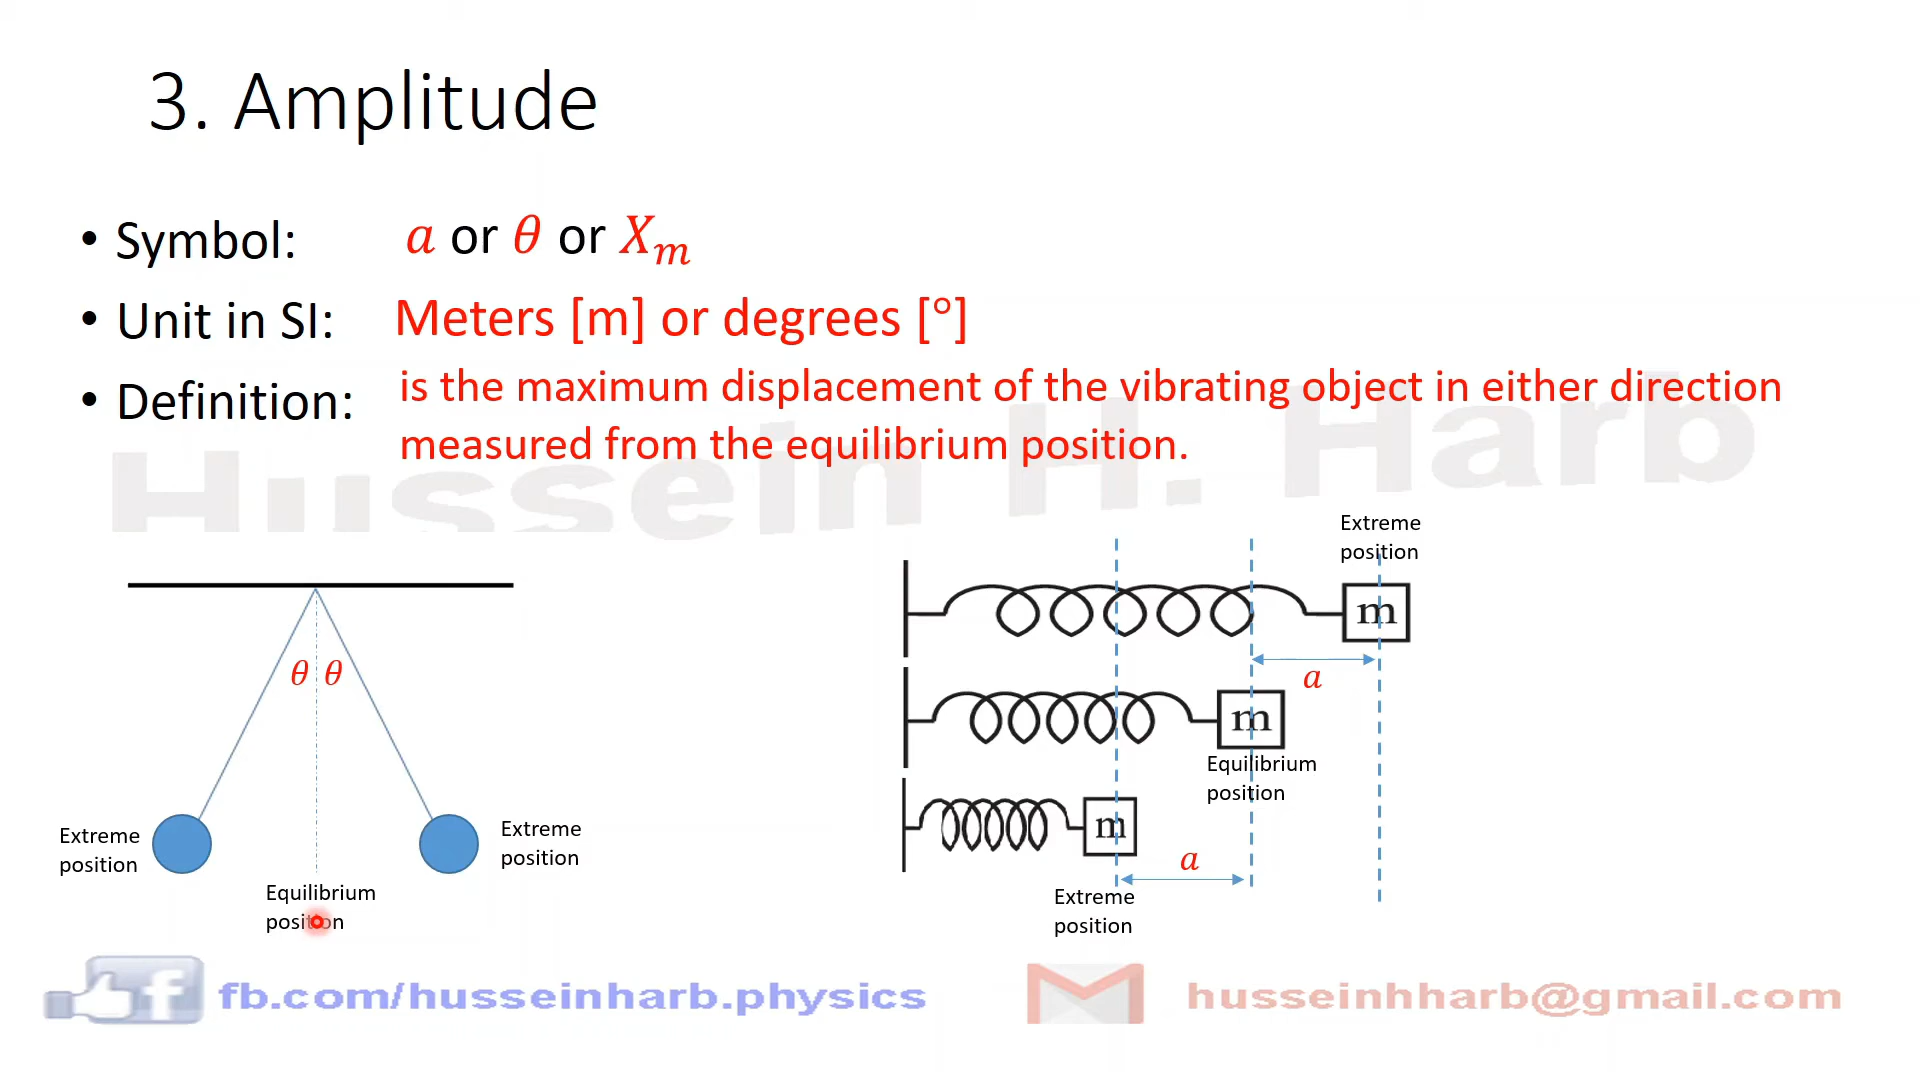 3. Amplitude
• Symbol: a or θ or Xₘ
• Unit in SI: Meters [m] or degrees [°]
• Definition: is the maximum displacement of the vibrating object in either direction
measured from the equilibrium position.
Hussein H. Harb
θ θ
Extreme
position
Extreme
position
Equilibrium
position
Extreme
position
m
a
m
Equilibrium
position
m
a
Extreme
position
f fb.com/husseinharb.physics
husseinhharb@gmail.com